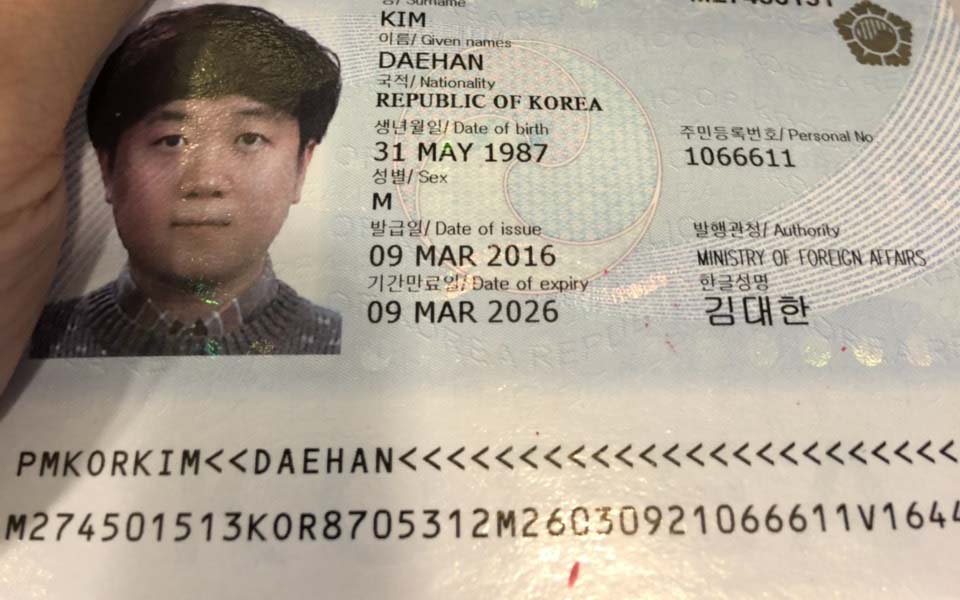 성/ Surname
KIM
이름/ Given names
DAEHAN
국적/ Nationality
REPUBLIC OF KOREA
생년월일/ Date of birth
31 MAY 1987
주민등록번호/ Personal No
1066611
성별/ Sex
M
발급일/ Date of issue
09 MAR 2016
발행관청/ Authority
MINISTRY OF FOREIGN AFFAIRS
기간만료일/ Date of expiry
09 MAR 2026
한글성명
김대한
PMKORKIM<<DAEHAN<<<<<<<<<<<<<<<<<<<<<<<
M274501513KOR8705312M26030921066611V1644